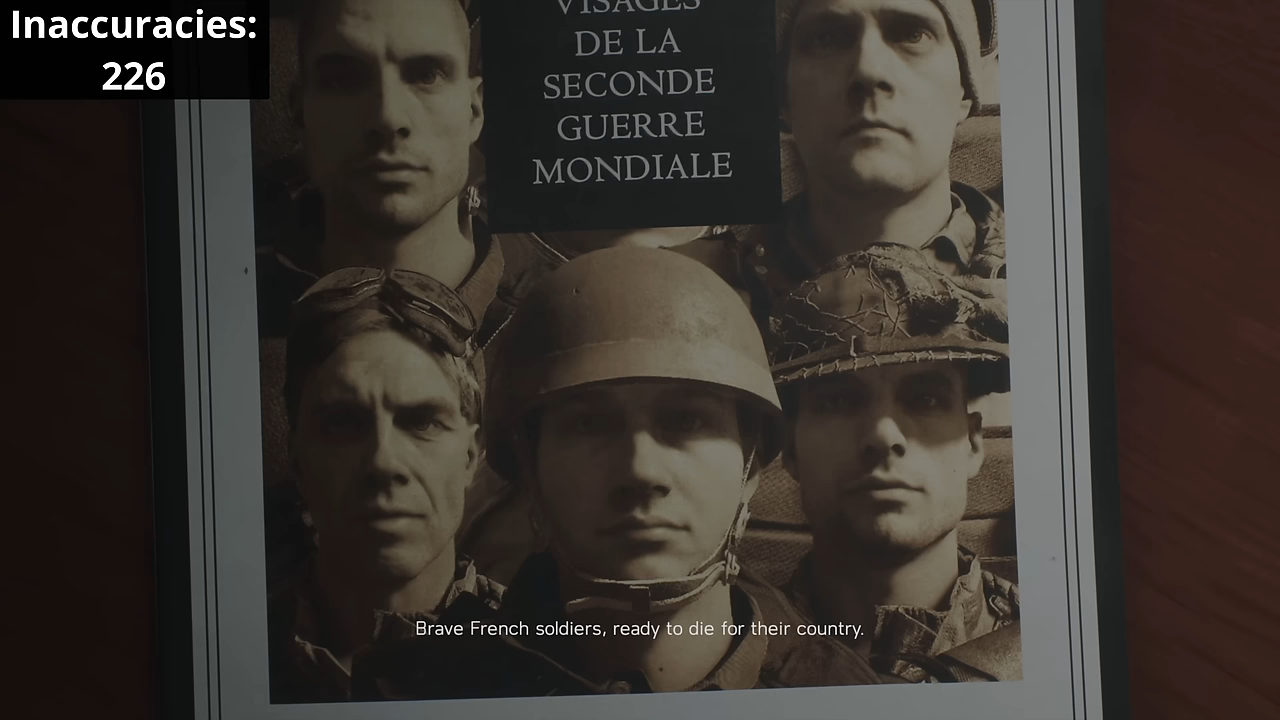 Inaccuracies:
226
VISAGES
DE LA
SECONDE
GUERRE
MONDIALE
Brave French soldiers, ready to die for their country.